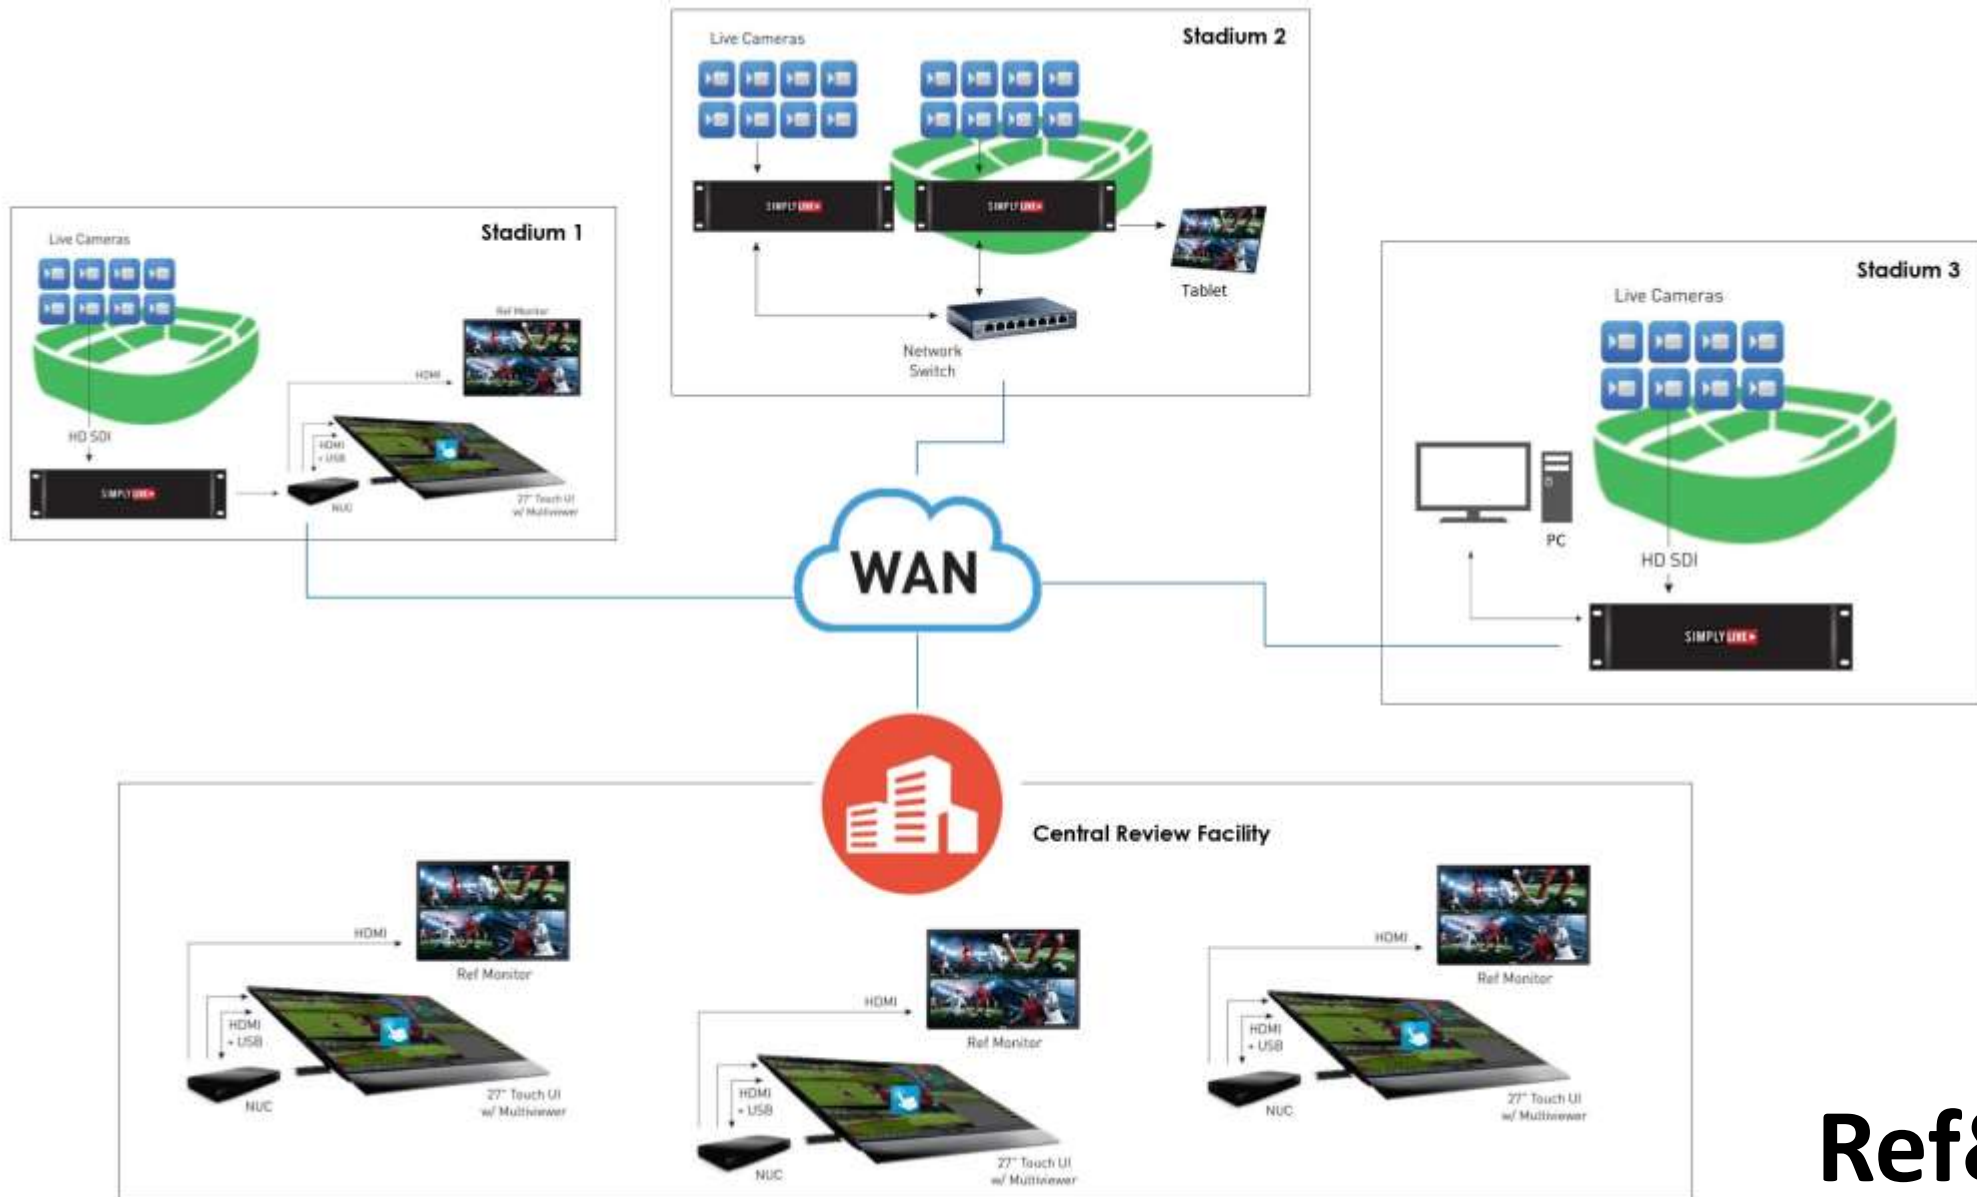 Stadium 2
Live Cameras
SIMPLY LIVE
SIMPLY LIVE
Tablet
Network
Switch
Stadium 1
Live Cameras
Ref Monitor
HDMI
HDMI
+ USB
HD SDI
SIMPLY LIVE
NUC
27" Touch UI
w/ Multiviewer
Stadium 3
Live Cameras
PC
HD SDI
SIMPLY LIVE
WAN
Central Review Facility
HDMI
Ref Monitor
HDMI
+ USB
NUC
27" Touch UI
w/ Multiviewer
HDMI
Ref Monitor
HDMI
+ USB
NUC
27" Touch UI
w/ Multiviewer
HDMI
Ref Monitor
HDMI
+ USB
NUC
27" Touch UI
w/ Multiviewer
Ref&